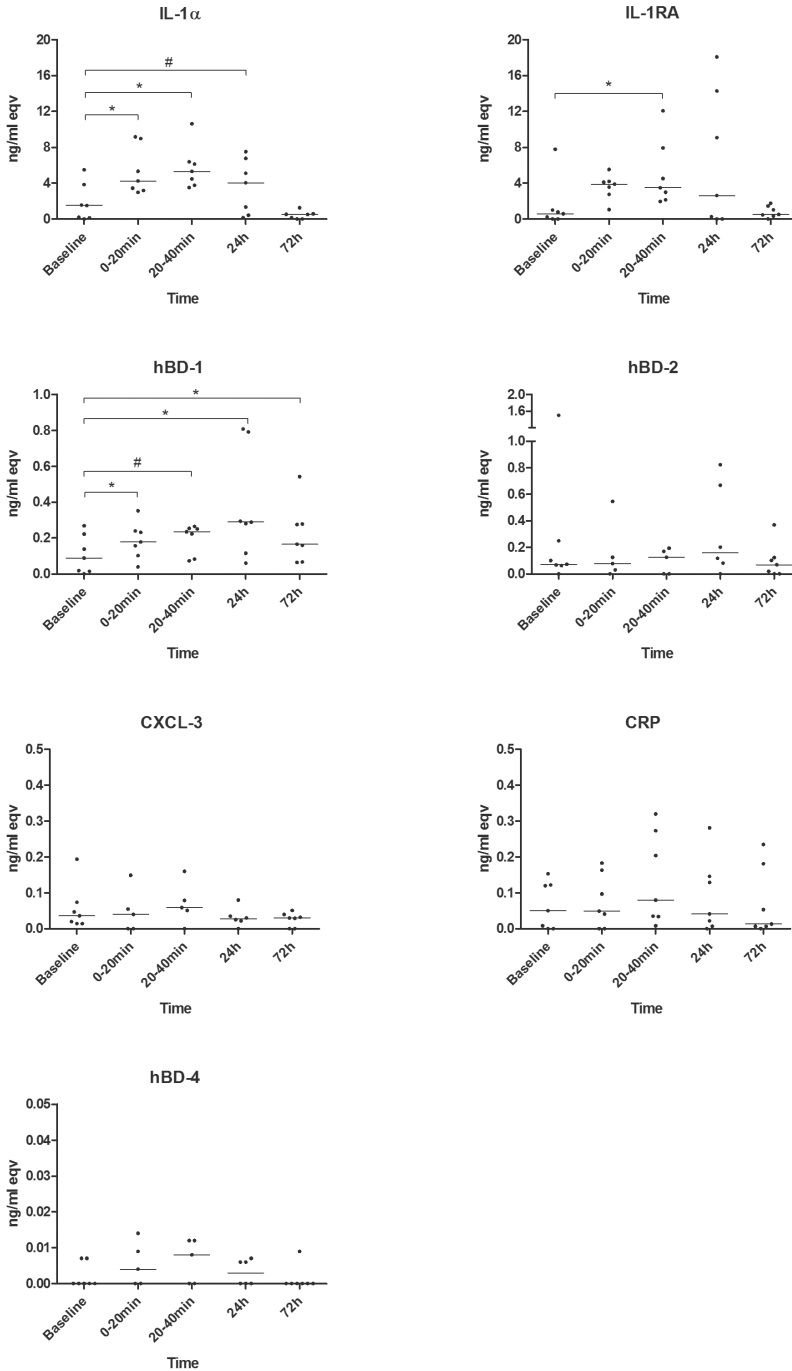 IL-1α
20
16
12
8
4
0
ng/ml eqv
#
*
*
Baseline
0-20min
20-40min
24h
72h
Time
IL-1RA
20
16
12
8
4
0
ng/ml eqv
*
Baseline
0-20min
20-40min
24h
72h
Time
hBD-1
1.0
0.8
0.6
0.4
0.2
0.0
ng/ml eqv
*
*
#
*
Baseline
0-20min
20-40min
24h
72h
Time
hBD-2
2.0
1.6
1.0
0.8
0.6
0.4
0.2
0.0
ng/ml eqv
Baseline
0-20min
20-40min
24h
72h
Time
CXCL-3
0.5
0.4
0.3
0.2
0.1
0.0
ng/ml eqv
Baseline
0-20min
20-40min
24h
72h
Time
CRP
0.5
0.4
0.3
0.2
0.1
0.0
ng/ml eqv
Baseline
0-20min
20-40min
24h
72h
Time
hBD-4
0.05
0.04
0.03
0.02
0.01
0.00
ng/ml eqv
Baseline
0-20min
20-40min
24h
72h
Time